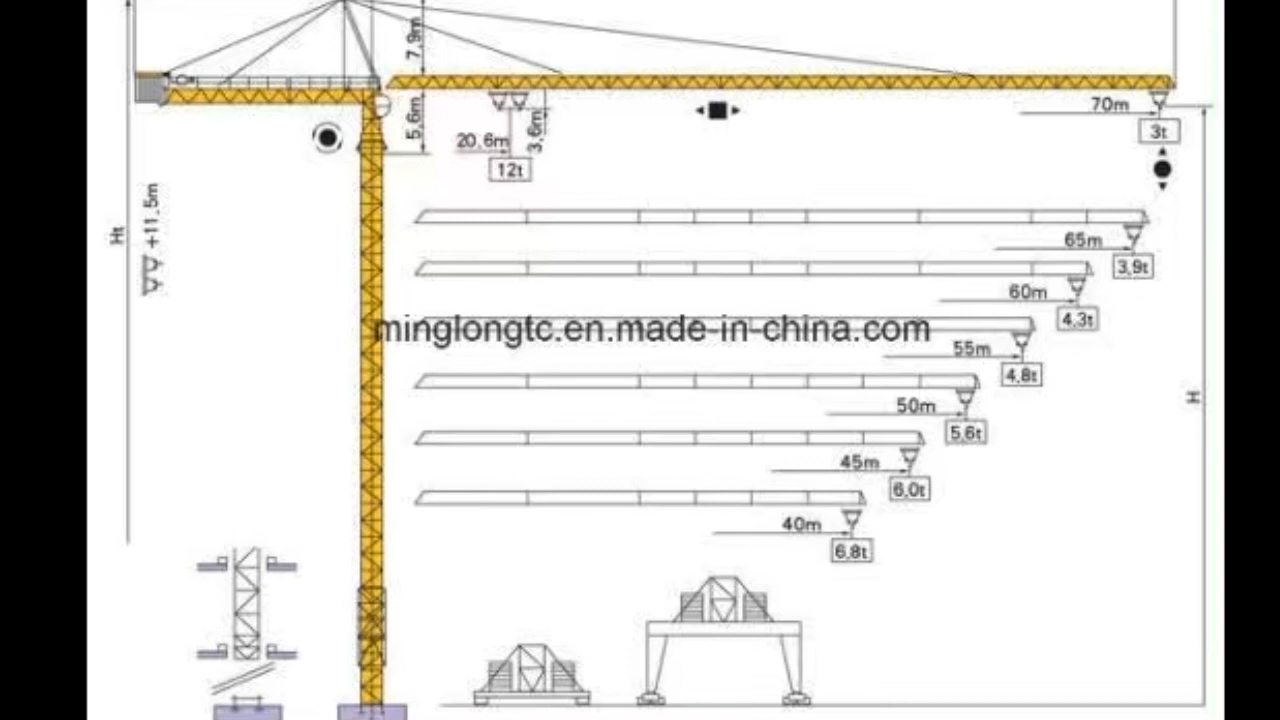 7,9m
5,6m
20,6m
3,6m
12t
70m
3t
Ht
+11,5m
65m
3,9t
60m
4,3t
minglongtc.en.made-in-china.com
55m
4,8t
50m
5,6t
H
45m
6,0t
40m
6,8t